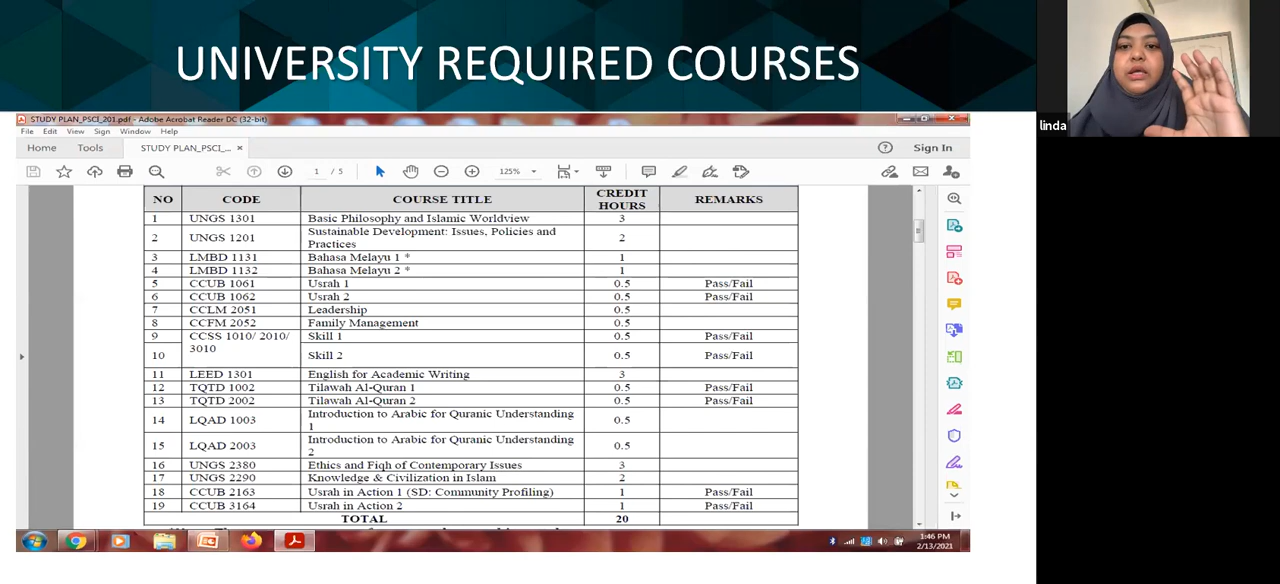 UNIVERSITY REQUIRED COURSES
linda
STUDY PLAN_PSCI_201.pdf - Adobe Acrobat Reader DC (32-bit)
File Edit View Sign Window Help
Home Tools STUDY PLAN_PSCI_... × Sign In
1 / 5 125%
NO CODE COURSE TITLE CREDIT HOURS REMARKS
1 UNGS 1301 Basic Philosophy and Islamic Worldview 3
2 UNGS 1201 Sustainable Development: Issues, Policies and Practices 2
3 LMBD 1131 Bahasa Melayu 1 * 1
4 LMBD 1132 Bahasa Melayu 2 * 1
5 CCUB 1061 Usrah 1 0.5 Pass/Fail
6 CCUB 1062 Usrah 2 0.5 Pass/Fail
7 CCLM 2051 Leadership 0.5
8 CCFM 2052 Family Management 0.5
9 CCSS 1010/ 2010/ 3010 Skill 1 0.5 Pass/Fail
10 Skill 2 0.5 Pass/Fail
11 LEED 1301 English for Academic Writing 3
12 TQTD 1002 Tilawah Al-Quran 1 0.5 Pass/Fail
13 TQTD 2002 Tilawah Al-Quran 2 0.5 Pass/Fail
14 LQAD 1003 Introduction to Arabic for Quranic Understanding 1 0.5
15 LQAD 2003 Introduction to Arabic for Quranic Understanding 2 0.5
16 UNGS 2380 Ethics and Fiqh of Contemporary Issues 3
17 UNGS 2290 Knowledge & Civilization in Islam 2
18 CCUB 2163 Usrah in Action 1 (SD: Community Profiling) 1 Pass/Fail
19 CCUB 3164 Usrah in Action 2 1 Pass/Fail
TOTAL 20
1:46 PM
2/13/2021